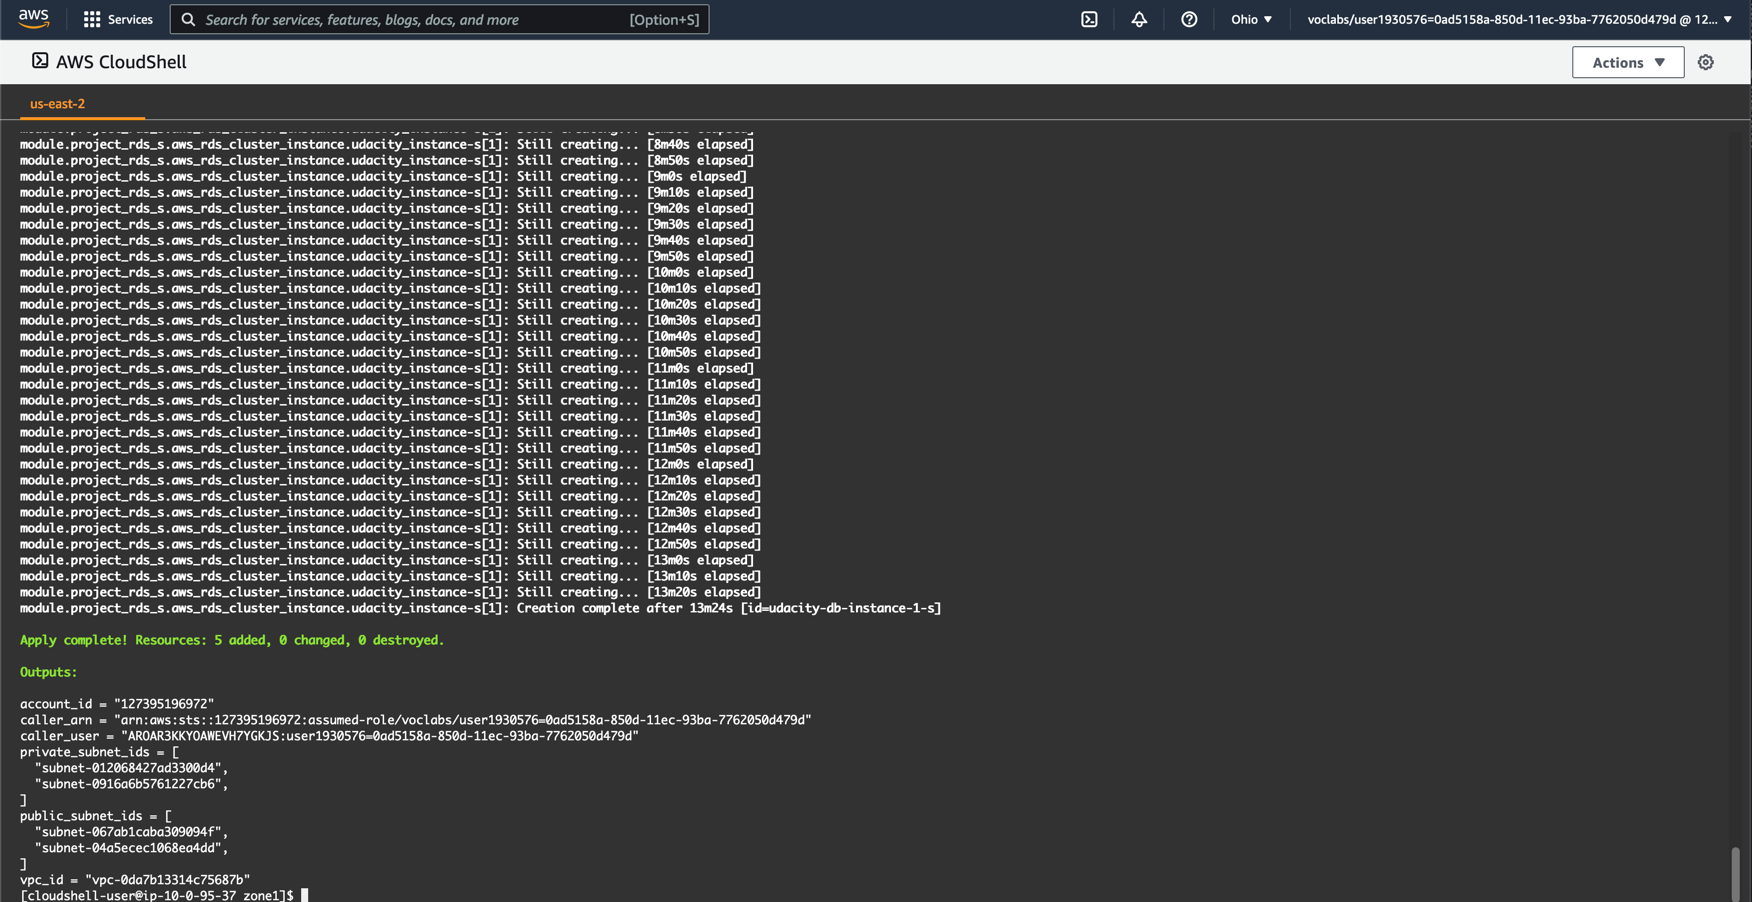 aws
Services
Search for services, features, blogs, docs, and more
[Option+S]
Ohio ▼
voclabs/user1930576=0ad5158a-850d-11ec-93ba-7762050d479d @ 12... ▼
AWS CloudShell
Actions ▼
us-east-2
module.project_rds_s.aws_rds_cluster_instance.udacity_instance-s[1]: Still creating... [8m40s elapsed]
module.project_rds_s.aws_rds_cluster_instance.udacity_instance-s[1]: Still creating... [8m50s elapsed]
module.project_rds_s.aws_rds_cluster_instance.udacity_instance-s[1]: Still creating... [9m0s elapsed]
module.project_rds_s.aws_rds_cluster_instance.udacity_instance-s[1]: Still creating... [9m10s elapsed]
module.project_rds_s.aws_rds_cluster_instance.udacity_instance-s[1]: Still creating... [9m20s elapsed]
module.project_rds_s.aws_rds_cluster_instance.udacity_instance-s[1]: Still creating... [9m30s elapsed]
module.project_rds_s.aws_rds_cluster_instance.udacity_instance-s[1]: Still creating... [9m40s elapsed]
module.project_rds_s.aws_rds_cluster_instance.udacity_instance-s[1]: Still creating... [9m50s elapsed]
module.project_rds_s.aws_rds_cluster_instance.udacity_instance-s[1]: Still creating... [10m0s elapsed]
module.project_rds_s.aws_rds_cluster_instance.udacity_instance-s[1]: Still creating... [10m10s elapsed]
module.project_rds_s.aws_rds_cluster_instance.udacity_instance-s[1]: Still creating... [10m20s elapsed]
module.project_rds_s.aws_rds_cluster_instance.udacity_instance-s[1]: Still creating... [10m30s elapsed]
module.project_rds_s.aws_rds_cluster_instance.udacity_instance-s[1]: Still creating... [10m40s elapsed]
module.project_rds_s.aws_rds_cluster_instance.udacity_instance-s[1]: Still creating... [10m50s elapsed]
module.project_rds_s.aws_rds_cluster_instance.udacity_instance-s[1]: Still creating... [11m0s elapsed]
module.project_rds_s.aws_rds_cluster_instance.udacity_instance-s[1]: Still creating... [11m10s elapsed]
module.project_rds_s.aws_rds_cluster_instance.udacity_instance-s[1]: Still creating... [11m20s elapsed]
module.project_rds_s.aws_rds_cluster_instance.udacity_instance-s[1]: Still creating... [11m30s elapsed]
module.project_rds_s.aws_rds_cluster_instance.udacity_instance-s[1]: Still creating... [11m40s elapsed]
module.project_rds_s.aws_rds_cluster_instance.udacity_instance-s[1]: Still creating... [11m50s elapsed]
module.project_rds_s.aws_rds_cluster_instance.udacity_instance-s[1]: Still creating... [12m0s elapsed]
module.project_rds_s.aws_rds_cluster_instance.udacity_instance-s[1]: Still creating... [12m10s elapsed]
module.project_rds_s.aws_rds_cluster_instance.udacity_instance-s[1]: Still creating... [12m20s elapsed]
module.project_rds_s.aws_rds_cluster_instance.udacity_instance-s[1]: Still creating... [12m30s elapsed]
module.project_rds_s.aws_rds_cluster_instance.udacity_instance-s[1]: Still creating... [12m40s elapsed]
module.project_rds_s.aws_rds_cluster_instance.udacity_instance-s[1]: Still creating... [12m50s elapsed]
module.project_rds_s.aws_rds_cluster_instance.udacity_instance-s[1]: Still creating... [13m0s elapsed]
module.project_rds_s.aws_rds_cluster_instance.udacity_instance-s[1]: Still creating... [13m10s elapsed]
module.project_rds_s.aws_rds_cluster_instance.udacity_instance-s[1]: Still creating... [13m20s elapsed]
module.project_rds_s.aws_rds_cluster_instance.udacity_instance-s[1]: Creation complete after 13m24s [id=udacity-db-instance-1-s]
Apply complete! Resources: 5 added, 0 changed, 0 destroyed.
Outputs:
account_id = "127395196972"
caller_arn = "arn:aws:sts::127395196972:assumed-role/voclabs/user1930576=0ad5158a-850d-11ec-93ba-7762050d479d"
caller_user = "AROAR3KKYOAWEVH7YGKJS:user1930576=0ad5158a-850d-11ec-93ba-7762050d479d"
private_subnet_ids = [
"subnet-012068427ad3300d4",
"subnet-0916a6b5761227cb6",
]
public_subnet_ids = [
"subnet-067ab1caba309094f",
"subnet-04a5ecec1068ea4dd",
]
vpc_id = "vpc-0da7b13314c75687b"
[cloudshell-user@ip-10-0-95-37 zone1]$